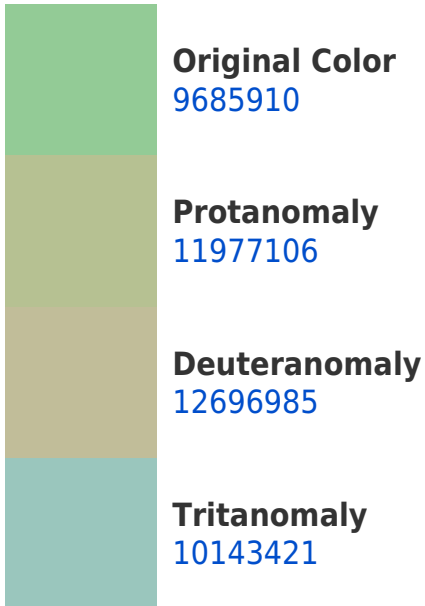 Original Color
9685910
Protanomaly
11977106
Deuteranomaly
12696985
Tritanomaly
10143421